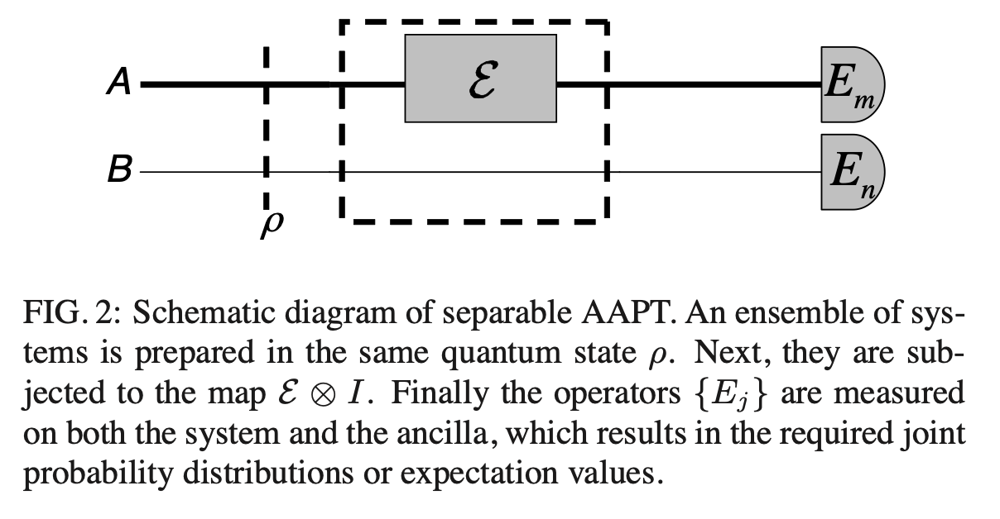 A
ℰ
E_m
B
E_n
ρ
FIG. 2: Schematic diagram of separable AAPT. An ensemble of sys-
tems is prepared in the same quantum state ρ. Next, they are sub-
jected to the map ℰ ⊗ I. Finally the operators {E_j} are measured
on both the system and the ancilla, which results in the required joint
probability distributions or expectation values.